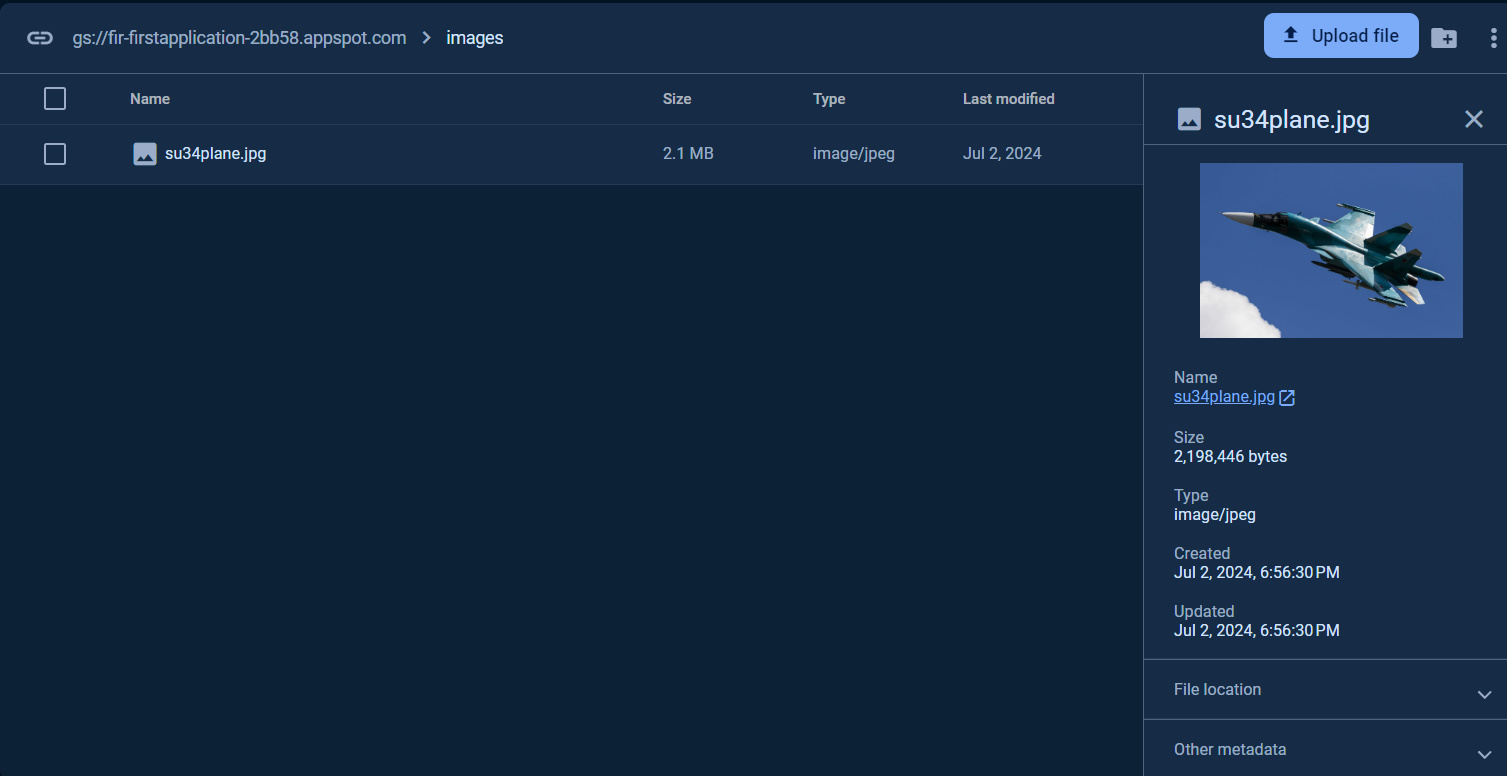 gs://fir-firstapplication-2bb58.appspot.com > images
Upload file
Name Size Type Last modified
su34plane.jpg 2.1 MB image/jpeg Jul 2, 2024
su34plane.jpg
Name
su34plane.jpg
Size
2,198,446 bytes
Type
image/jpeg
Created
Jul 2, 2024, 6:56:30 PM
Updated
Jul 2, 2024, 6:56:30 PM
File location
Other metadata